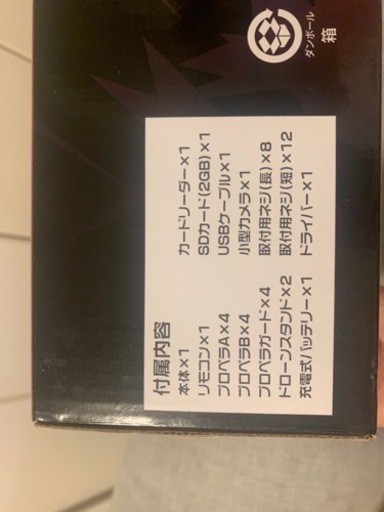 付属内容
本体×1
リモコン×1
プロペラA×4
プロペラB×4
プロペラガード×4
ドローンスタンド×2
充電式バッテリー×1
カードリーダー×1
SDカード(2GB)×1
USBケーブル×1
小型カメラ×1
取付用ネジ(長)×8
取付用ネジ(短)×12
ドライバー×1
ダンボール
箱